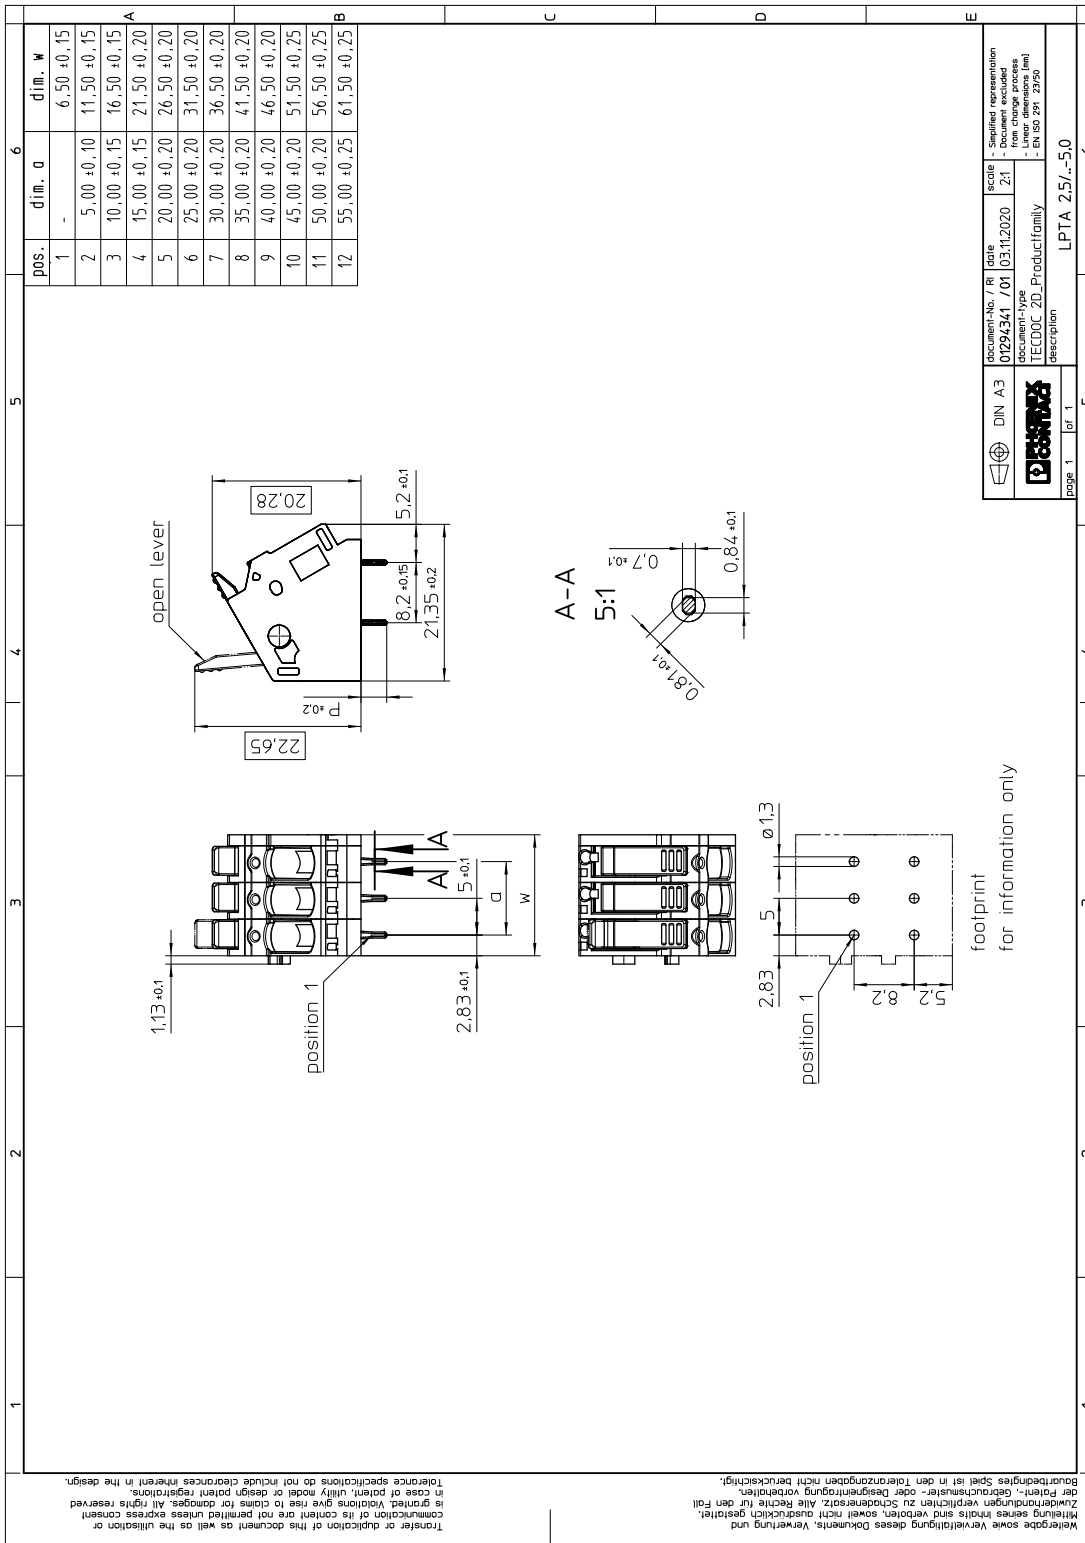 1 2 3 4 5 6
A
B
C
D
E
pos. dim. a dim. w
1 - 6,50 ±0,15
2 5,00 ±0,10 11,50 ±0,15
3 10,00 ±0,15 16,50 ±0,15
4 15,00 ±0,15 21,50 ±0,20
5 20,00 ±0,20 26,50 ±0,20
6 25,00 ±0,20 31,50 ±0,20
7 30,00 ±0,20 36,50 ±0,20
8 35,00 ±0,20 41,50 ±0,20
9 40,00 ±0,20 46,50 ±0,20
10 45,00 ±0,20 51,50 ±0,25
11 50,00 ±0,20 56,50 ±0,25
12 55,00 ±0,25 61,50 ±0,25
1,13 ±0,1
position 1
2,83 ±0,1
5 ±0,1
a
w
A
A
open lever
22,65
20,28
P ±0,2
8,2 ±0,15
5,2 ±0,1
21,35 ±0,2
A-A
5:1
0,7 ±0,1
0,81 ±0,1
0,84 ±0,1
2,83
5
ø1,3
position 1
8,2
5,2
footprint
for information only
DIN A3
PHOENIX
CONTACT
page 1 of 1
document-No. / RI
01294341 / 01
date
03.11.2020
scale
2:1
- Simplified representation
- Document excluded
from change process
- Linear dimensions [mm]
- EN ISO 291 23/50
document-type
TECDOC 2D_Productfamily
description
LPTA 2,5/..-5,0
Transfer or duplication of this document as well as the utilisation or
communication of its content are not permitted unless express consent
is granted. Violations give rise to claims for damages. All rights reserved
in case of patent, utility model or design patent registrations.
Tolerance specifications do not include clearances inherent in the design.
Weitergabe sowie Vervielfältigung dieses Dokuments, Verwertung und
Mitteilung seines Inhalts sind verboten, soweit nicht ausdrücklich gestattet.
Zuwiderhandlungen verpflichten zu Schadenersatz. Alle Rechte für den Fall
der Patent-, Gebrauchsmuster- oder Designeintragung vorbehalten.
Bauartbedingtes Spiel ist in den Toleranzangaben nicht berücksichtigt.